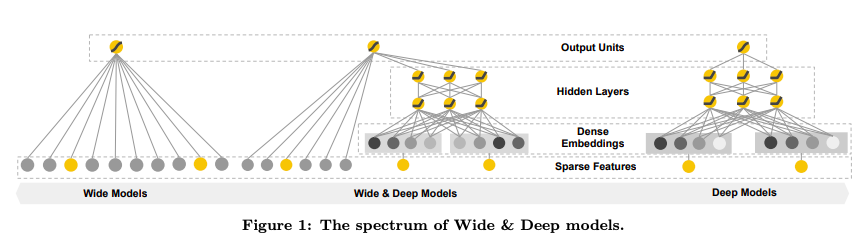 Output Units
Hidden Layers
Dense
Embeddings
Sparse Features
Wide Models
Wide & Deep Models
Deep Models
Figure 1: The spectrum of Wide & Deep models.